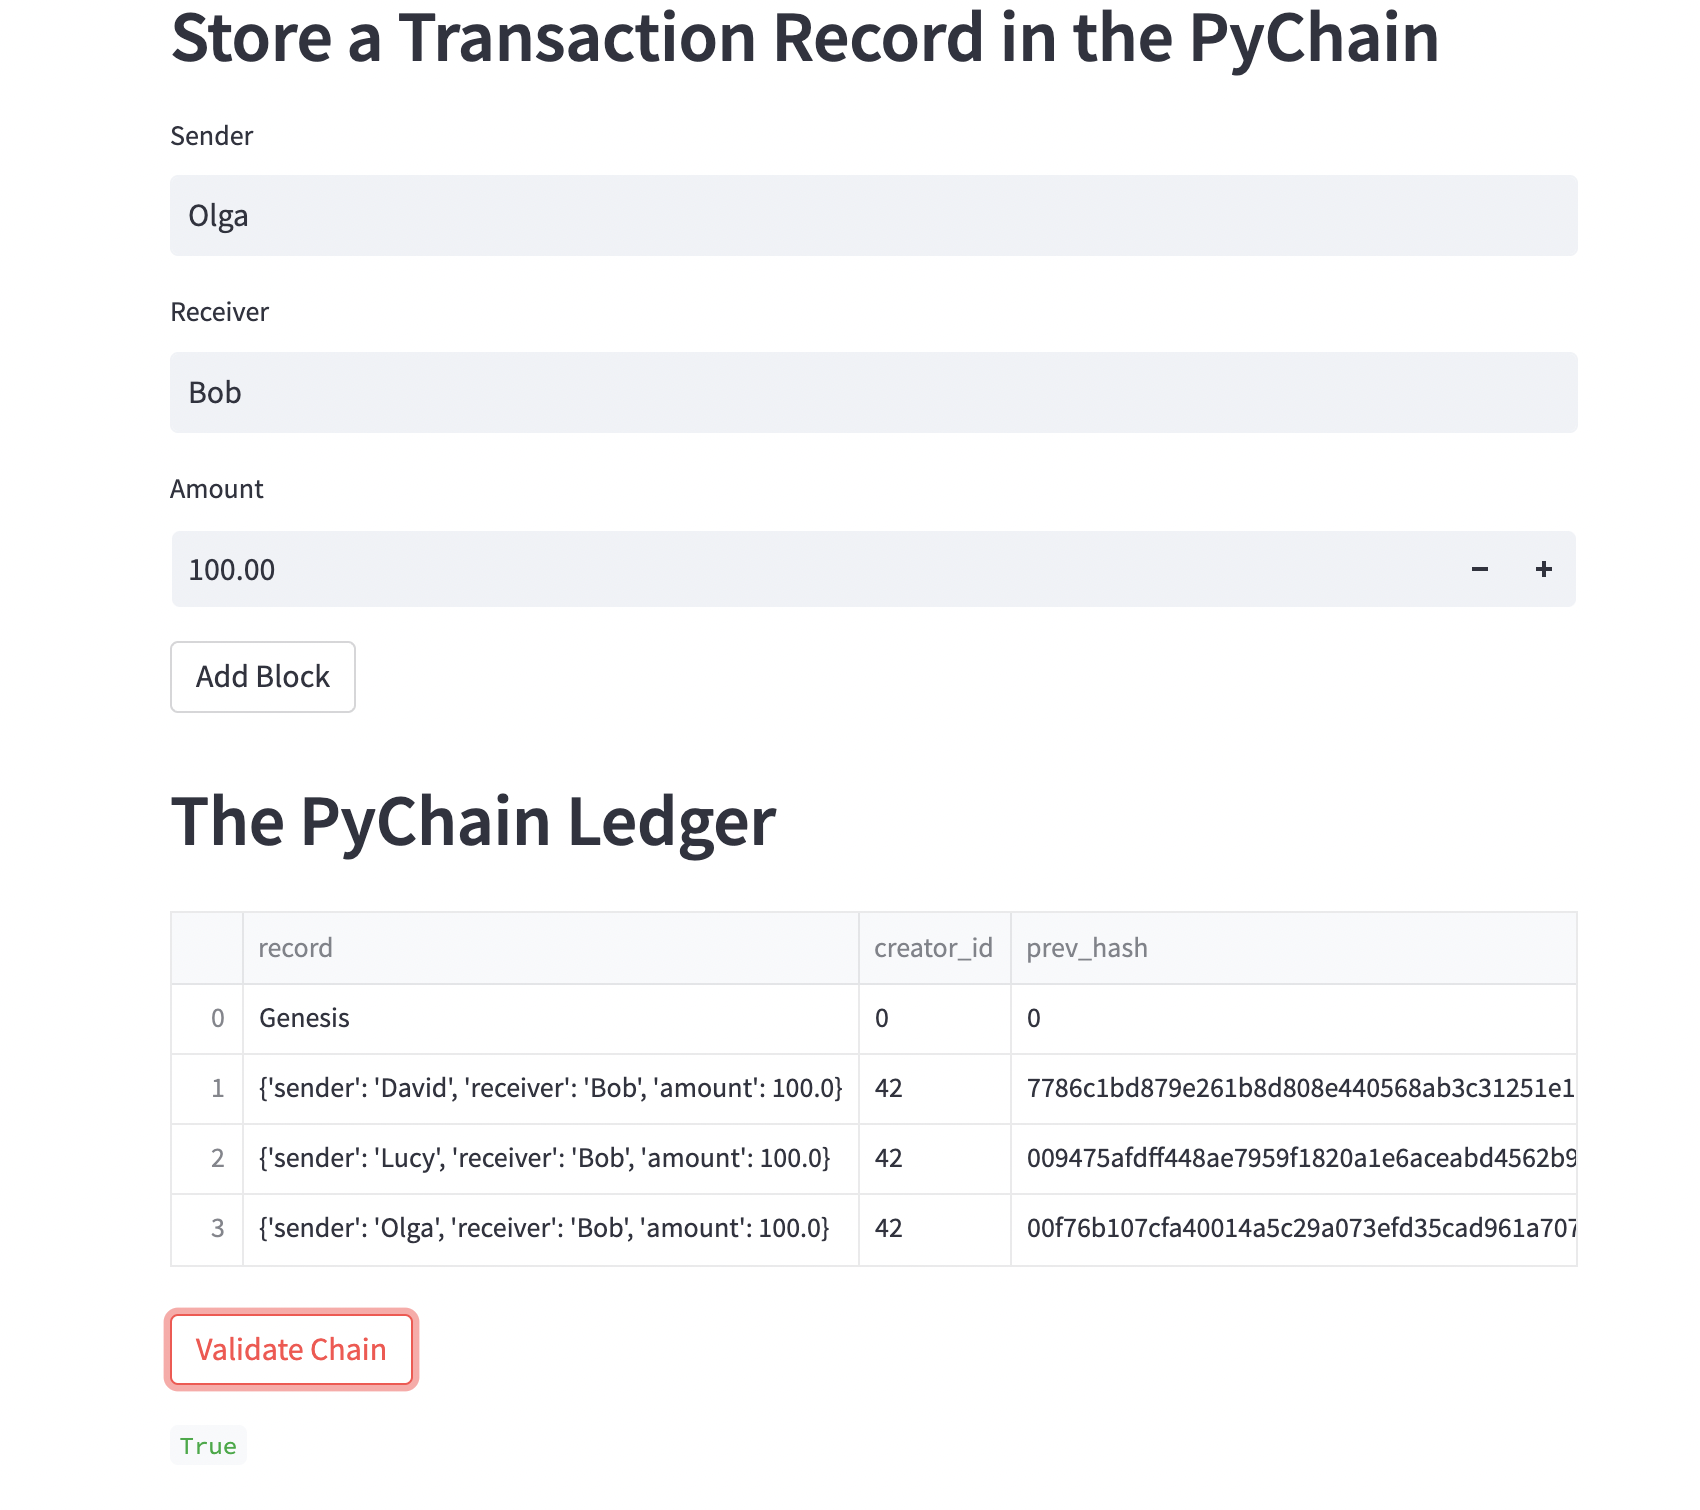 Store a Transaction Record in the PyChain
Sender
Olga
Receiver
Bob
Amount
100.00 − +
Add Block
The PyChain Ledger
record creator_id prev_hash
0 Genesis 0 0
1 {'sender': 'David', 'receiver': 'Bob', 'amount': 100.0} 42 7786c1bd879e261b8d808e440568ab3c31251e1
2 {'sender': 'Lucy', 'receiver': 'Bob', 'amount': 100.0} 42 009475afdff448ae7959f1820a1e6aceabd4562b9
3 {'sender': 'Olga', 'receiver': 'Bob', 'amount': 100.0} 42 00f76b107cfa40014a5c29a073efd35cad961a707
Validate Chain
True